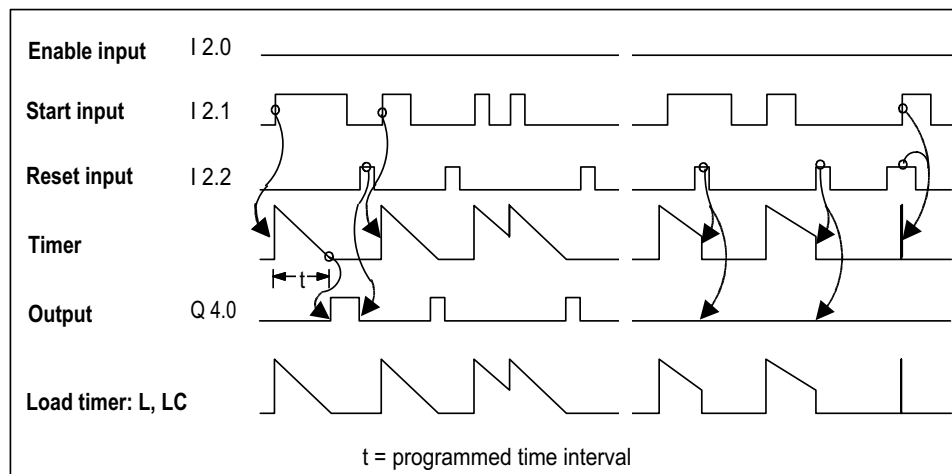 Enable input I 2.0
Start input I 2.1
Reset input I 2.2
Timer
t
Output Q 4.0
Load timer: L, LC
t = programmed time interval